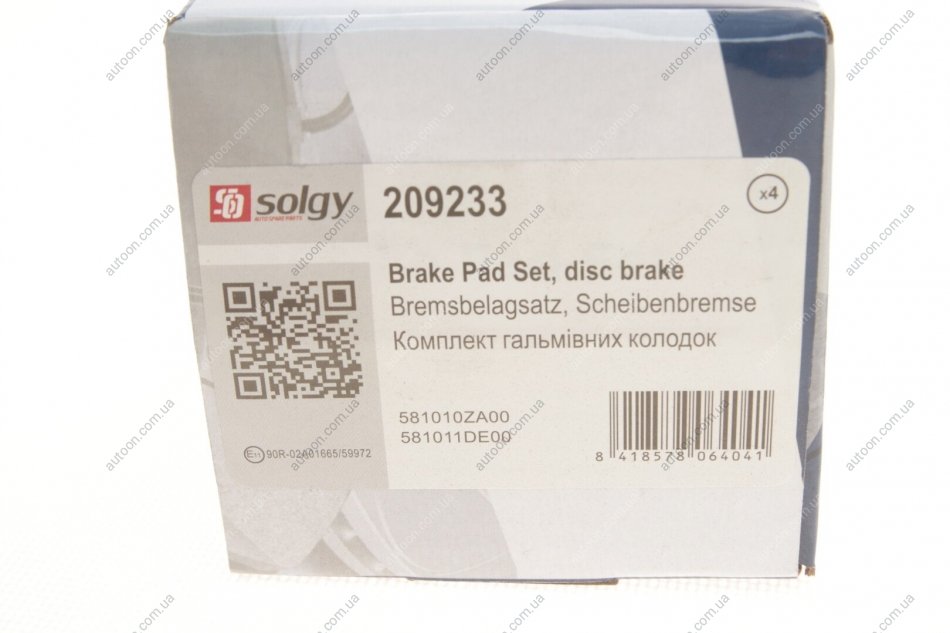 solgy
AUTO SPARE PARTS
209233
x4
Brake Pad Set, disc brake
Bremsbelagsatz, Scheibenbremse
Комплект гальмівних колодок
581010ZA00
581011DE00
E11 90R-02A01665/59972
8 418578 064041
autoon.com.ua